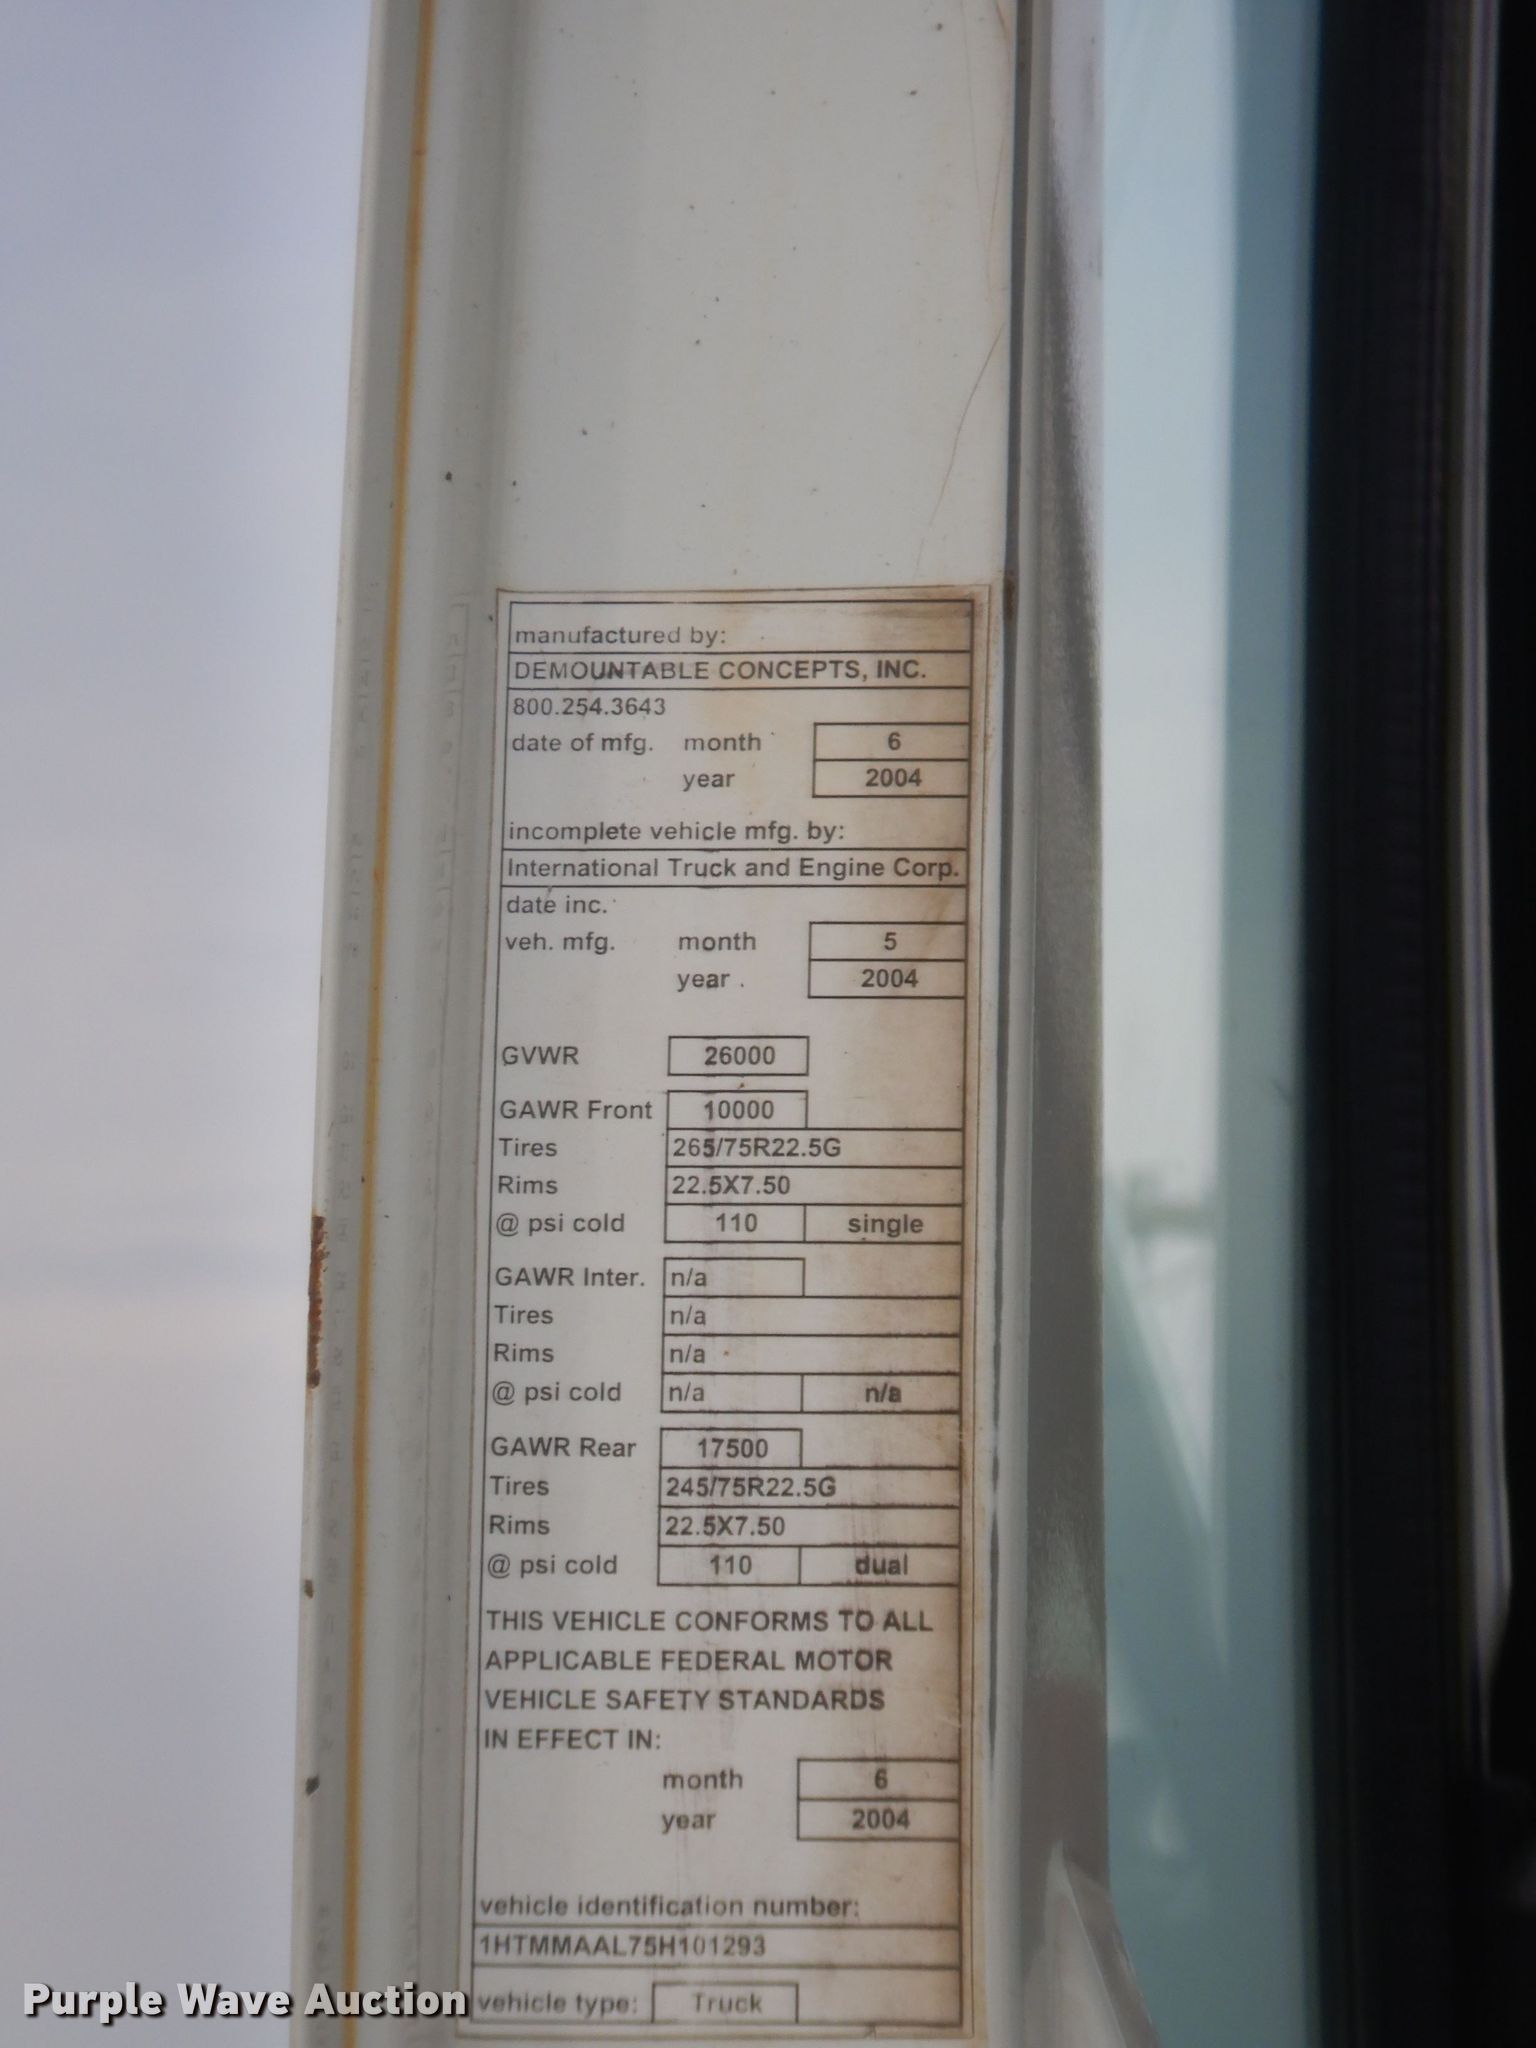 manufactured by:
DEMOUNTABLE CONCEPTS, INC.
800.254.3643
date of mfg. month 6
year 2004
incomplete vehicle mfg. by:
International Truck and Engine Corp.
date inc.
veh. mfg. month 5
year 2004
GVWR 26000
GAWR Front 10000
Tires 265/75R22.5G
Rims 22.5X7.50
@ psi cold 110 single
GAWR Inter. n/a
Tires n/a
Rims n/a
@ psi cold n/a n/a
GAWR Rear 17500
Tires 245/75R22.5G
Rims 22.5X7.50
@ psi cold 110 dual
THIS VEHICLE CONFORMS TO ALL
APPLICABLE FEDERAL MOTOR
VEHICLE SAFETY STANDARDS
IN EFFECT IN:
month 6
year 2004
vehicle identification number:
1HTMMAAL75H101293
vehicle type: Truck
Purple Wave Auction